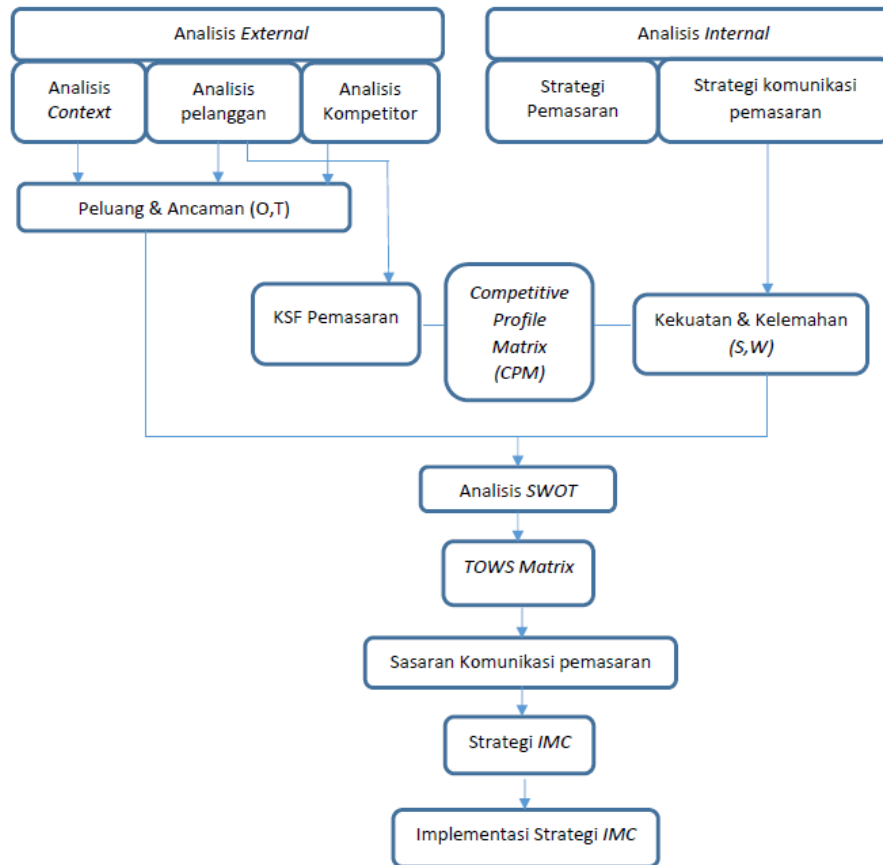 Analisis External
Analisis Internal
Analisis
Context
Analisis
pelanggan
Analisis
Kompetitor
Strategi
Pemasaran
Strategi komunikasi
pemasaran
Peluang & Ancaman (O,T)
KSF Pemasaran
Competitive
Profile
Matrix
(CPM)
Kekuatan & Kelemahan
(S,W)
Analisis SWOT
TOWS Matrix
Sasaran Komunikasi pemasaran
Strategi IMC
Implementasi Strategi IMC